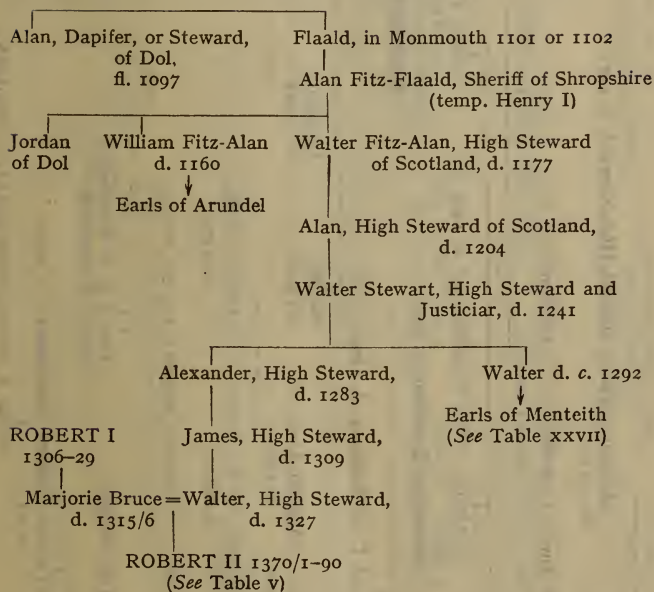 Alan, Dapifer, or Steward,
of Dol,
fl. 1097
Flaald, in Monmouth 1101 or 1102
Alan Fitz-Flaald, Sheriff of Shropshire
(temp. Henry I)
Jordan
of Dol
William Fitz-Alan
d. 1160
Earls of Arundel
Walter Fitz-Alan, High Steward
of Scotland, d. 1177
Alan, High Steward of Scotland,
d. 1204
Walter Stewart, High Steward and
Justiciar, d. 1241
Alexander, High Steward,
d. 1283
Walter d. c. 1292
Earls of Menteith
(See Table XXVII)
ROBERT I
1306–29
James, High Steward,
d. 1309
Marjorie Bruce=Walter, High Steward,
d. 1315/6
d. 1327
ROBERT II 1370/1–90
(See Table V)